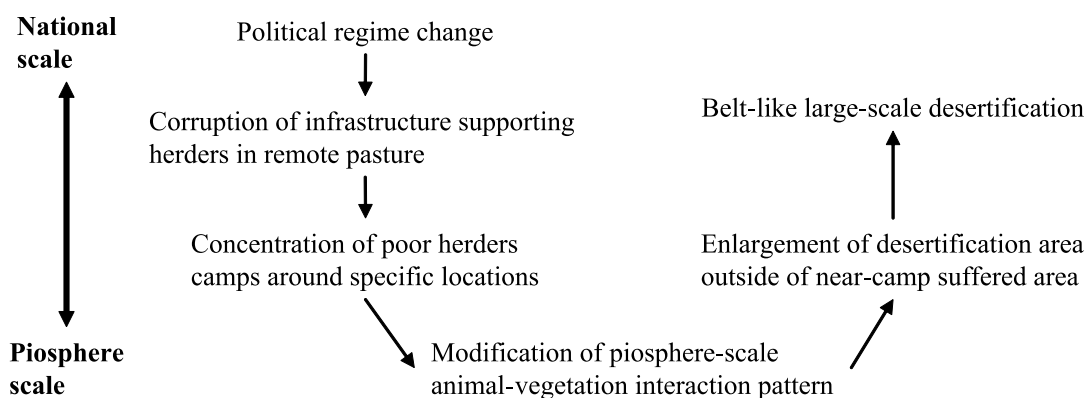 National
scale
Political regime change
Corruption of infrastructure supporting
herders in remote pasture
Concentration of poor herders
camps around specific locations
Piosphere
scale
Modification of piosphere-scale
animal-vegetation interaction pattern
Enlargement of desertification area
outside of near-camp suffered area
Belt-like large-scale desertification